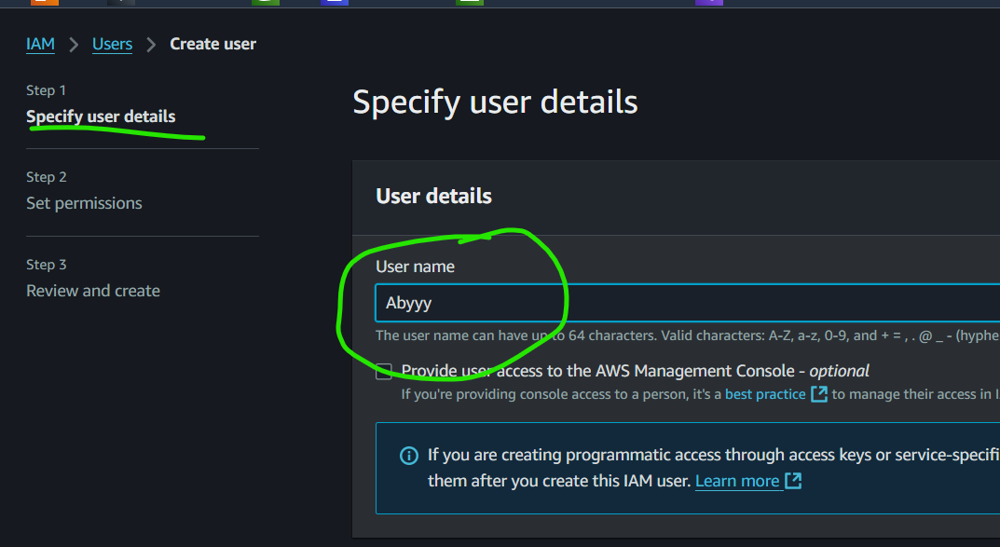 IAM > Users > Create user
Step 1
Specify user details
Step 2
Set permissions
Step 3
Review and create
Specify user details
User details
User name
Abyyy
The user name can have up to 64 characters. Valid characters: A-Z, a-z, 0-9, and + = , . @ _ - (hyphe
Provide user access to the AWS Management Console - optional
If you're providing console access to a person, it's a best practice to manage their access in I
If you are creating programmatic access through access keys or service-specifi
them after you create this IAM user. Learn more